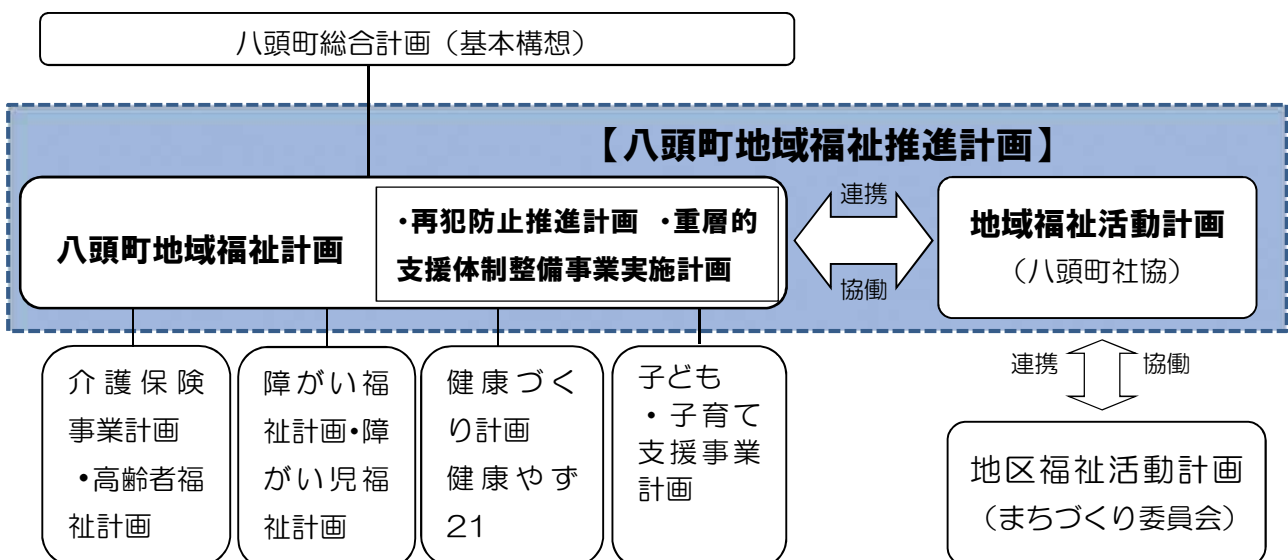 八頭町総合計画（基本構想）
【八頭町地域福祉推進計画】
八頭町地域福祉計画
・再犯防止推進計画　・重層的
支援体制整備事業実施計画
連携
協働
地域福祉活動計画
（八頭町社協）
介護保険
事業計画
・高齢者福
祉計画
障がい福
祉計画・障
がい児福
祉計画
健康づく
り計画
健康やず
21
子ども
・子育て
支援事業
計画
連携
協働
地区福祉活動計画
（まちづくり委員会）